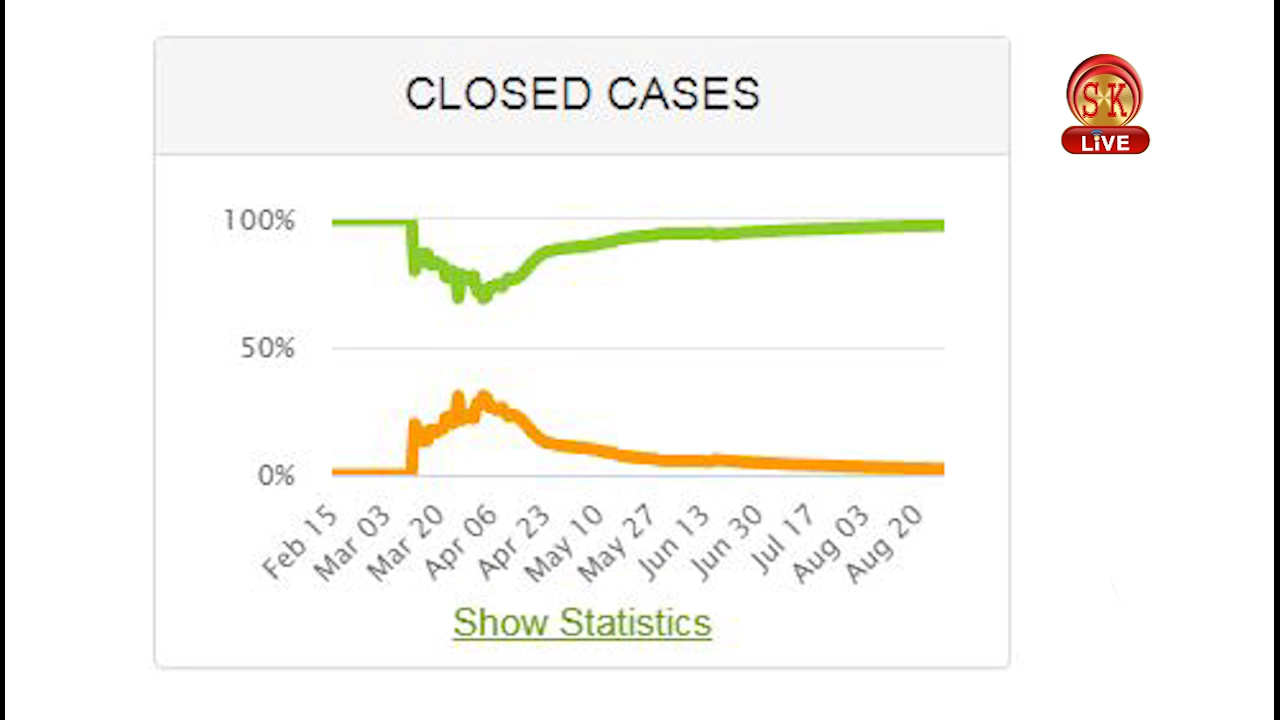 CLOSED CASES
SK
LiVE
100%
50%
0%
Feb 15
Mar 03
Mar 20
Apr 06
Apr 23
May 10
May 27
Jun 13
Jun 30
Jul 17
Aug 03
Aug 20
Show Statistics